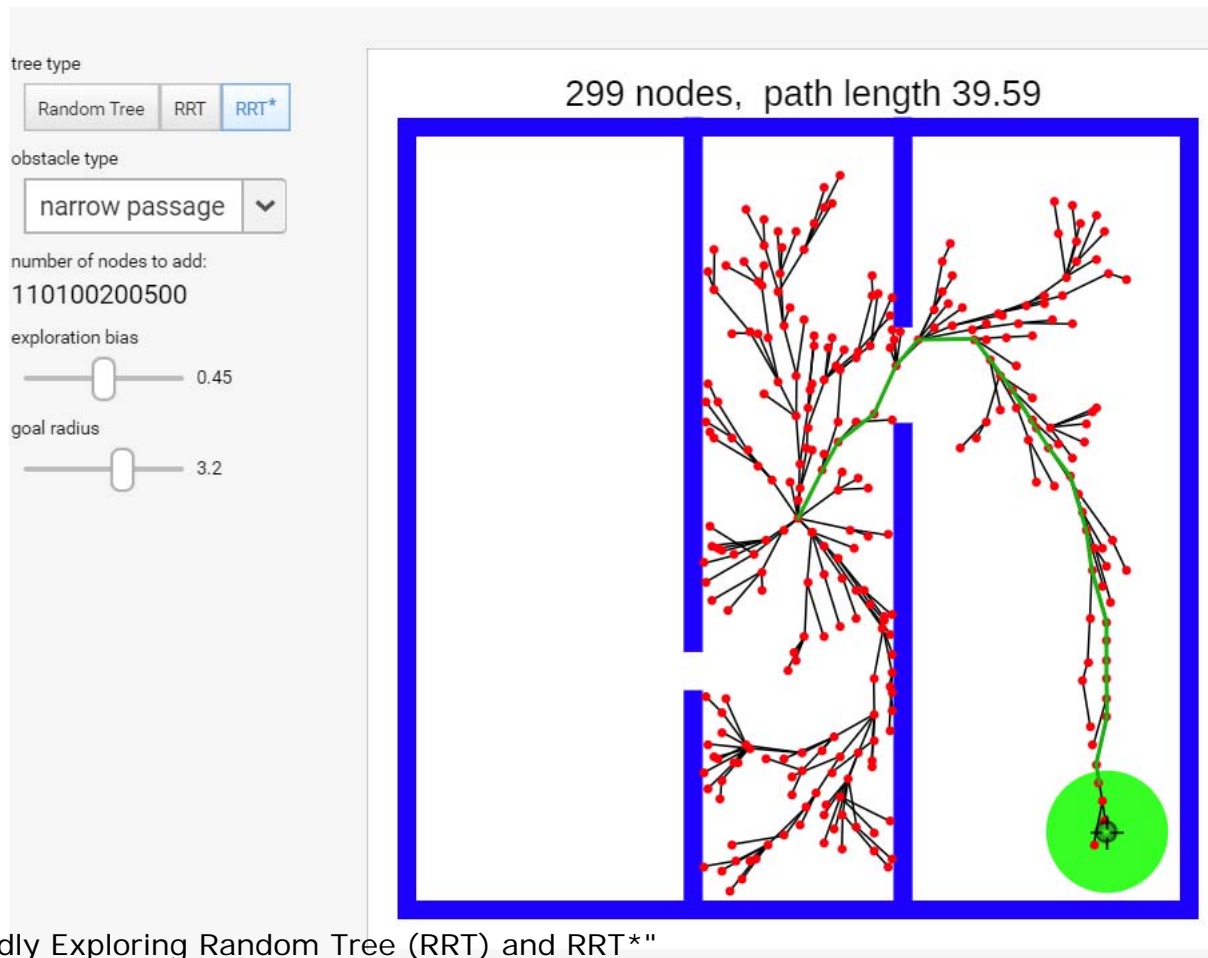 tree type
Random Tree RRT RRT*
obstacle type
narrow passage
number of nodes to add:
110100200500
exploration bias
0.45
goal radius
3.2
299 nodes, path length 39.59
dly Exploring Random Tree (RRT) and RRT*"